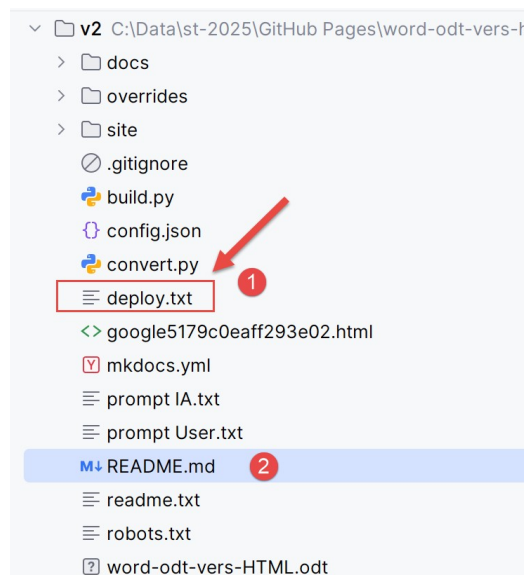 v2 C:\Data\st-2025\GitHub Pages\word-odt-vers-h
docs
overrides
site
.gitignore
build.py
{} config.json
convert.py
1
deploy.txt
<> google5179c0eaff293e02.html
Y mkdocs.yml
prompt IA.txt
prompt User.txt
M↓ README.md 2
readme.txt
robots.txt
? word-odt-vers-HTML.odt